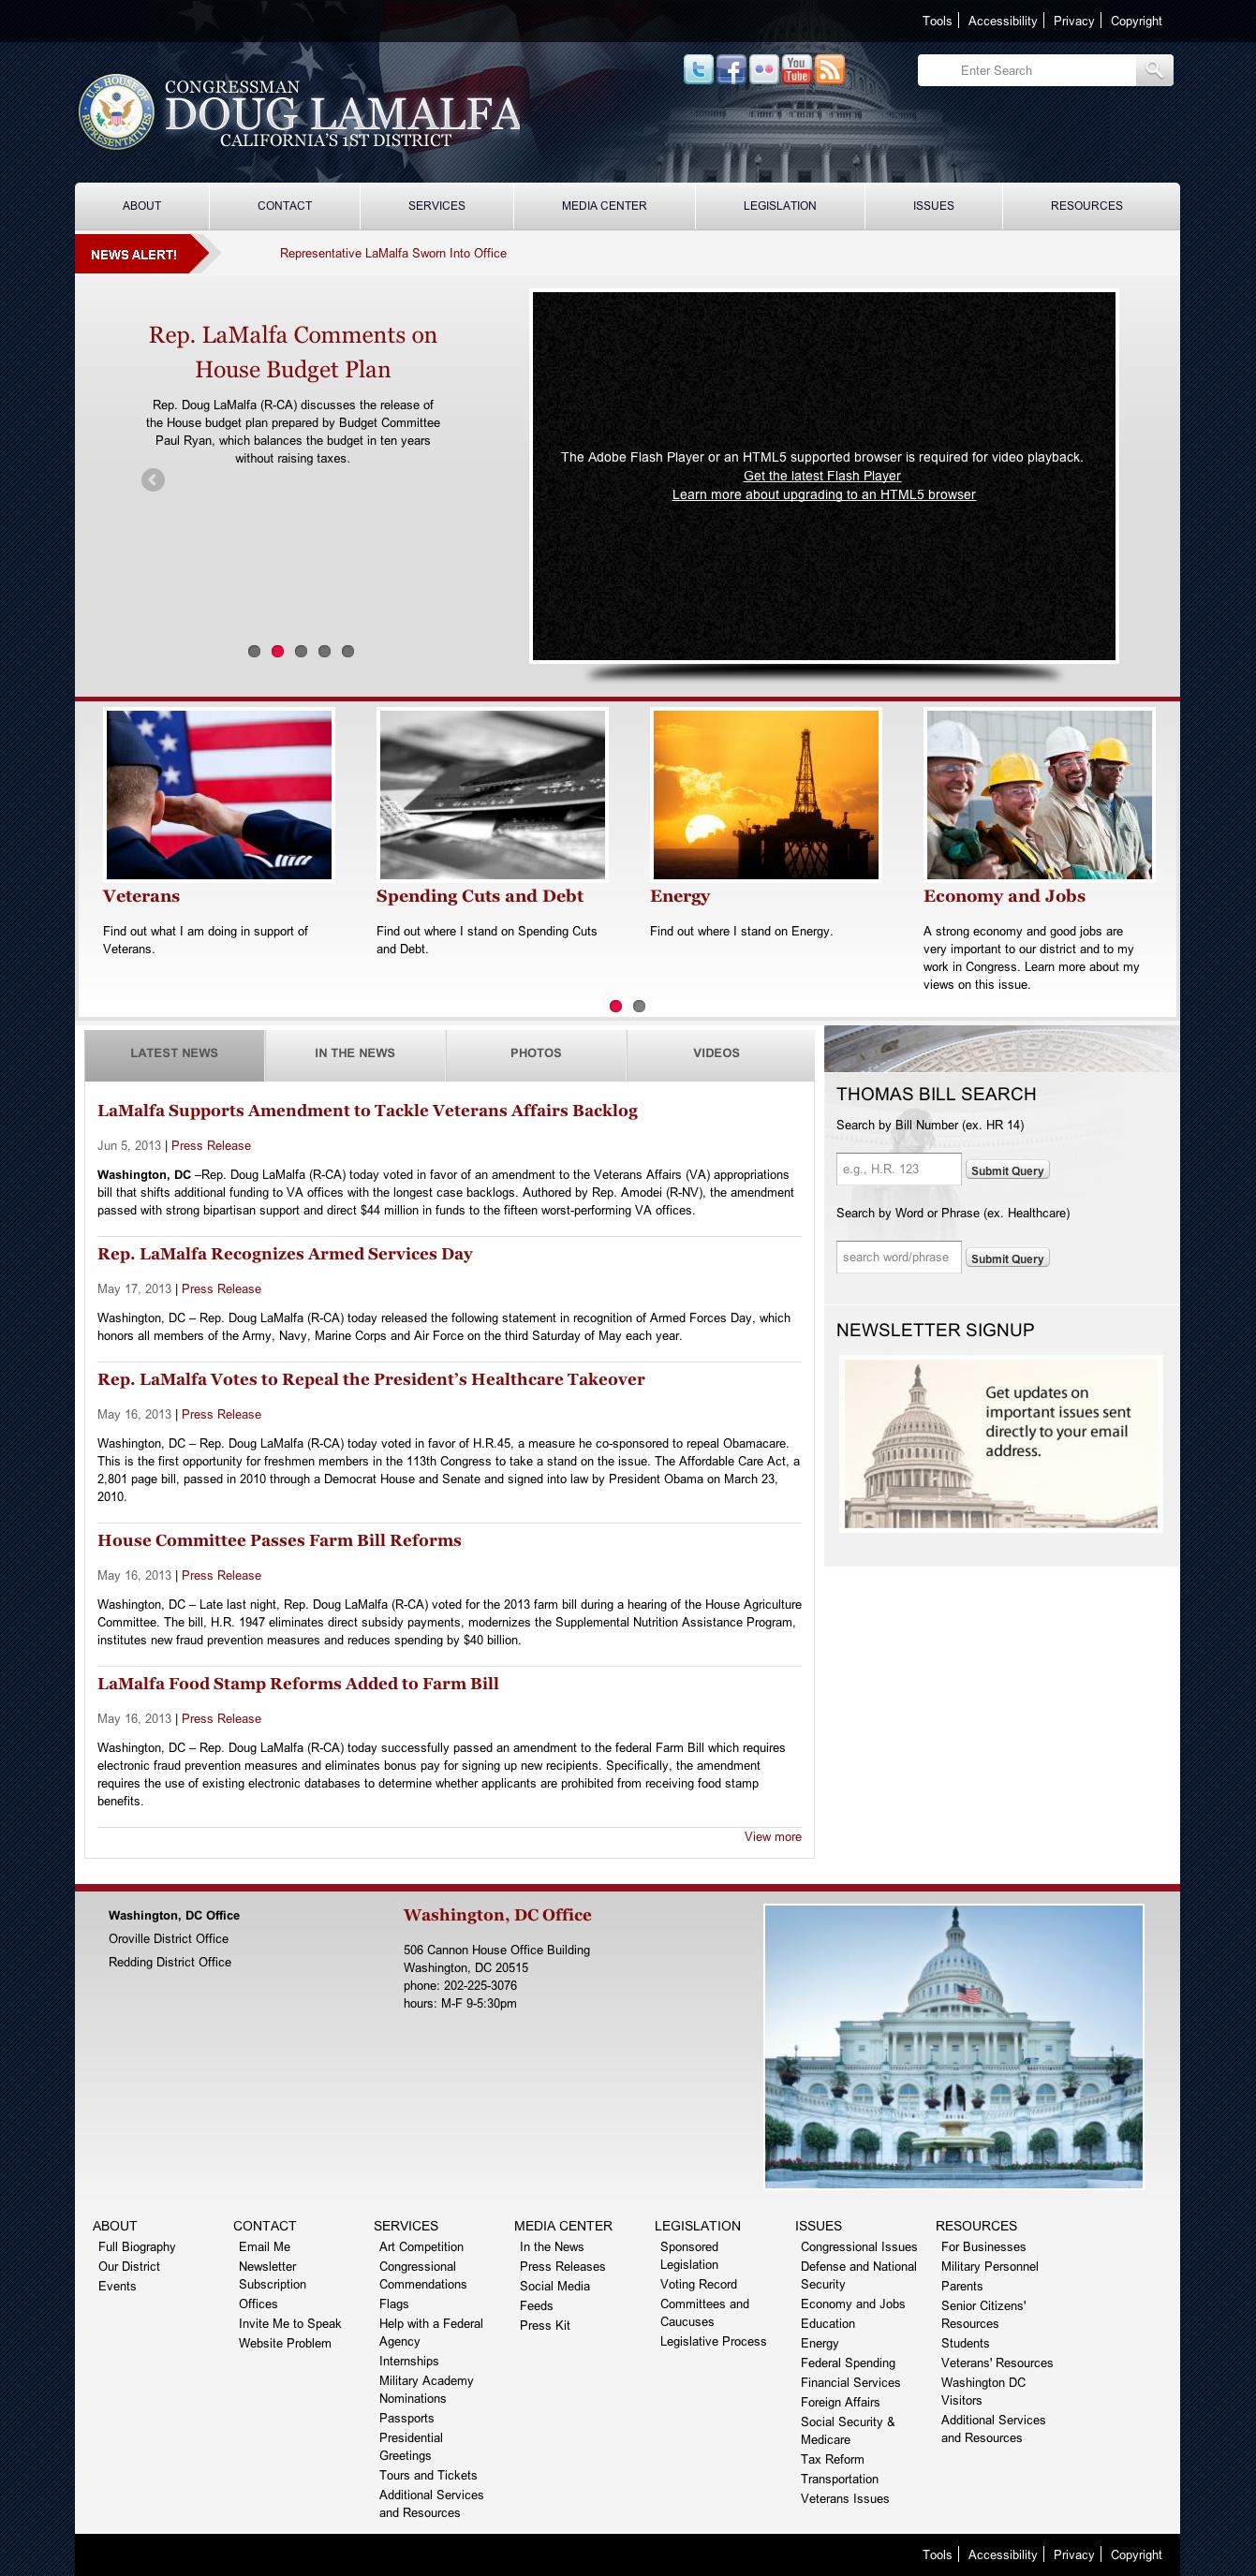 Tools
Accessibility
Privacy
Copyright
You
Tube
Enter Search
U.S. HOUSE OF REPRESENTATIVES
CONGRESSMAN
DOUG LAMALFA
CALIFORNIA'S 1ST DISTRICT
ABOUT
CONTACT
SERVICES
MEDIA CENTER
LEGISLATION
ISSUES
RESOURCES
NEWS ALERT!
Representative LaMalfa Sworn Into Office
Rep. LaMalfa Comments on
House Budget Plan
Rep. Doug LaMalfa (R-CA) discusses the release of
the House budget plan prepared by Budget Committee
Paul Ryan, which balances the budget in ten years
without raising taxes.
The Adobe Flash Player or an HTML5 supported browser is required for video playback.
Get the latest Flash Player
Learn more about upgrading to an HTML5 browser
Veterans
Find out what I am doing in support of
Veterans.
Spending Cuts and Debt
Find out where I stand on Spending Cuts
and Debt.
Energy
Find out where I stand on Energy.
Economy and Jobs
A strong economy and good jobs are
very important to our district and to my
work in Congress. Learn more about my
views on this issue.
LATEST NEWS
IN THE NEWS
PHOTOS
VIDEOS
LaMalfa Supports Amendment to Tackle Veterans Affairs Backlog
Jun 5, 2013 | Press Release
Washington, DC –Rep. Doug LaMalfa (R-CA) today voted in favor of an amendment to the Veterans Affairs (VA) appropriations
bill that shifts additional funding to VA offices with the longest case backlogs. Authored by Rep. Amodei (R-NV), the amendment
passed with strong bipartisan support and direct $44 million in funds to the fifteen worst-performing VA offices.
Rep. LaMalfa Recognizes Armed Services Day
May 17, 2013 | Press Release
Washington, DC – Rep. Doug LaMalfa (R-CA) today released the following statement in recognition of Armed Forces Day, which
honors all members of the Army, Navy, Marine Corps and Air Force on the third Saturday of May each year.
Rep. LaMalfa Votes to Repeal the President's Healthcare Takeover
May 16, 2013 | Press Release
Washington, DC – Rep. Doug LaMalfa (R-CA) today voted in favor of H.R.45, a measure he co-sponsored to repeal Obamacare.
This is the first opportunity for freshmen members in the 113th Congress to take a stand on the issue. The Affordable Care Act, a
2,801 page bill, passed in 2010 through a Democrat House and Senate and signed into law by President Obama on March 23,
2010.
House Committee Passes Farm Bill Reforms
May 16, 2013 | Press Release
Washington, DC – Late last night, Rep. Doug LaMalfa (R-CA) voted for the 2013 farm bill during a hearing of the House Agriculture
Committee. The bill, H.R. 1947 eliminates direct subsidy payments, modernizes the Supplemental Nutrition Assistance Program,
institutes new fraud prevention measures and reduces spending by $40 billion.
LaMalfa Food Stamp Reforms Added to Farm Bill
May 16, 2013 | Press Release
Washington, DC – Rep. Doug LaMalfa (R-CA) today successfully passed an amendment to the federal Farm Bill which requires
electronic fraud prevention measures and eliminates bonus pay for signing up new recipients. Specifically, the amendment
requires the use of existing electronic databases to determine whether applicants are prohibited from receiving food stamp
benefits.
View more
THOMAS BILL SEARCH
Search by Bill Number (ex. HR 14)
e.g., H.R. 123
Submit Query
Search by Word or Phrase (ex. Healthcare)
search word/phrase
Submit Query
NEWSLETTER SIGNUP
Get updates on
important issues sent
directly to your email
address.
Washington, DC Office
Oroville District Office
Redding District Office
Washington, DC Office
506 Cannon House Office Building
Washington, DC 20515
phone: 202-225-3076
hours: M-F 9-5:30pm
ABOUT
Full Biography
Our District
Events
CONTACT
Email Me
Newsletter
Subscription
Offices
Invite Me to Speak
Website Problem
SERVICES
Art Competition
Congressional
Commendations
Flags
Help with a Federal
Agency
Internships
Military Academy
Nominations
Passports
Presidential
Greetings
Tours and Tickets
Additional Services
and Resources
MEDIA CENTER
In the News
Press Releases
Social Media
Feeds
Press Kit
LEGISLATION
Sponsored
Legislation
Voting Record
Committees and
Caucuses
Legislative Process
ISSUES
Congressional Issues
Defense and National
Security
Economy and Jobs
Education
Energy
Federal Spending
Financial Services
Foreign Affairs
Social Security &
Medicare
Tax Reform
Transportation
Veterans Issues
RESOURCES
For Businesses
Military Personnel
Parents
Senior Citizens'
Resources
Students
Veterans' Resources
Washington DC
Visitors
Additional Services
and Resources
Tools
Accessibility
Privacy
Copyright